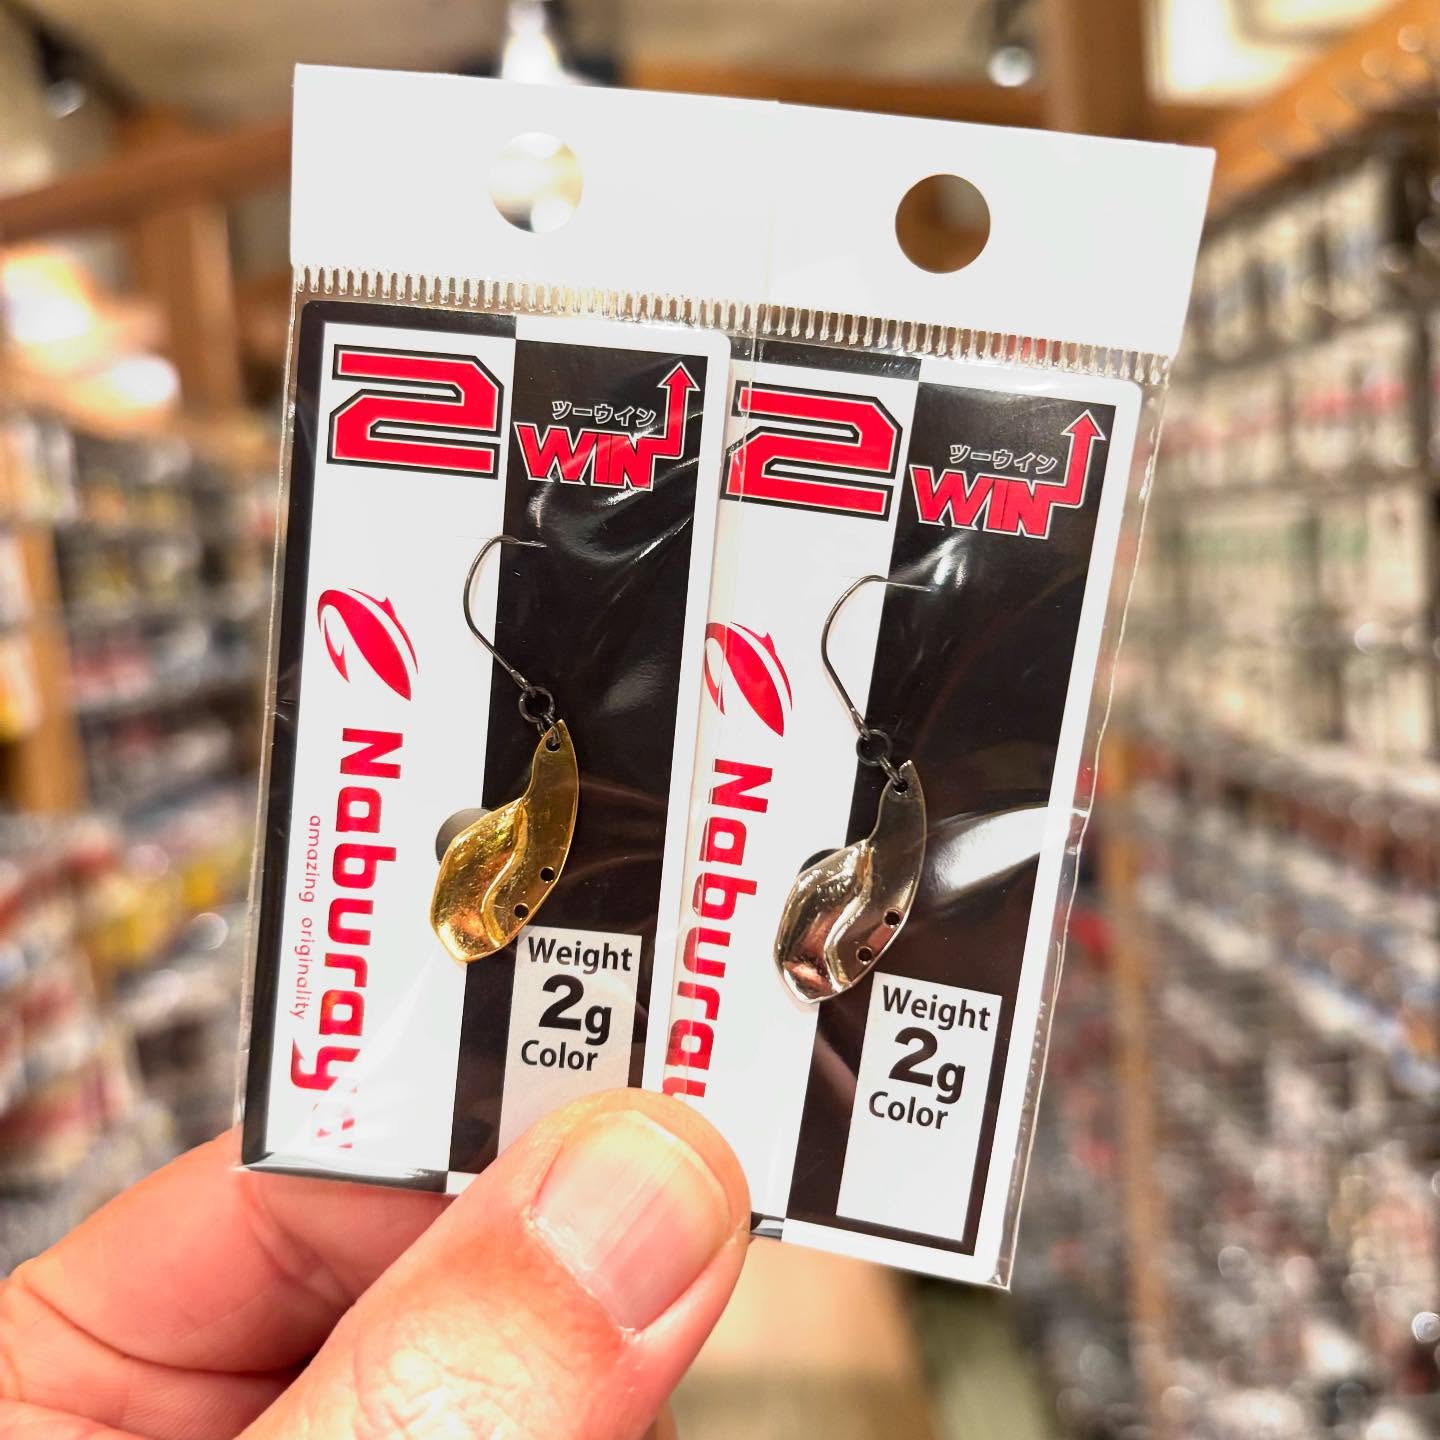 2
ツーウイン
WIN
Naburaya
amazing originality
Weight
2g
Color
2
ツーウイン
WIN
Nabura
Weight
2g
Color